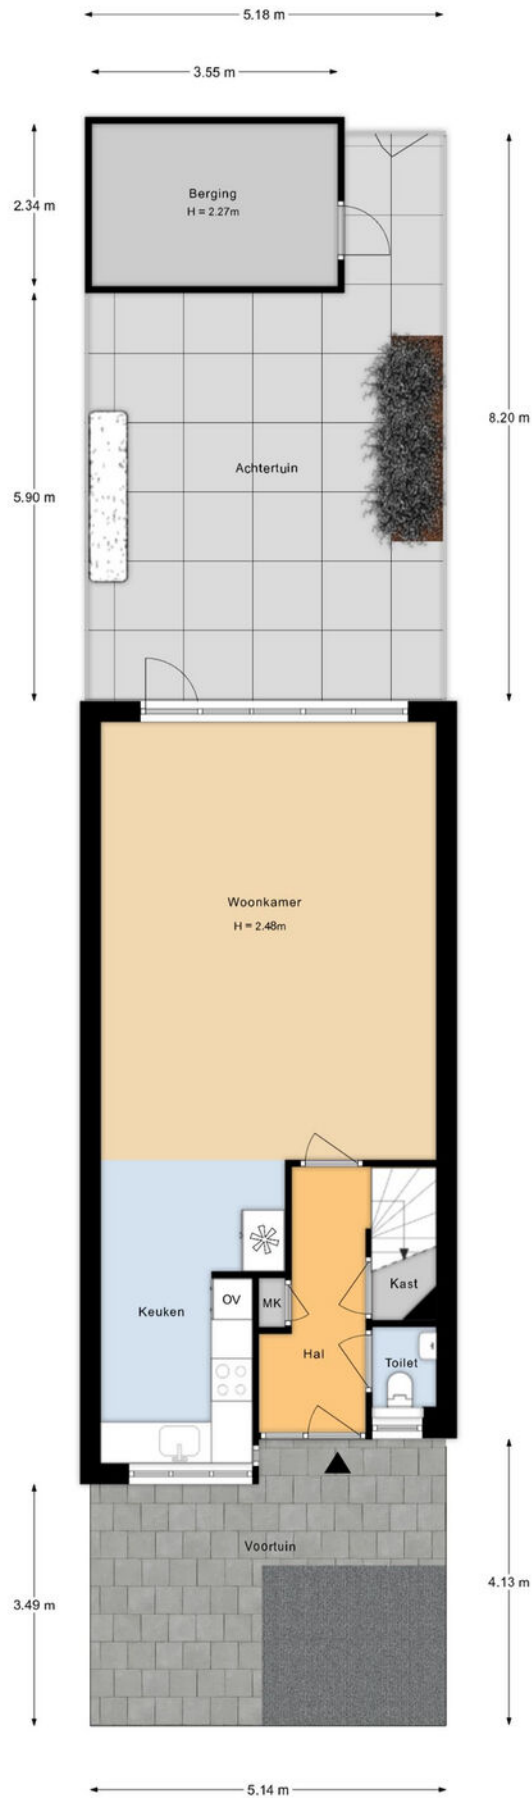 5.18 m
3.55 m
2.34 m
Berging
H = 2.27m
8.20 m
Achtertuin
5.90 m
Woonkamer
H = 2.48m
Kast
OV
MK
Keuken
Hal
Toilet
Voortuin
4.13 m
3.49 m
5.14 m